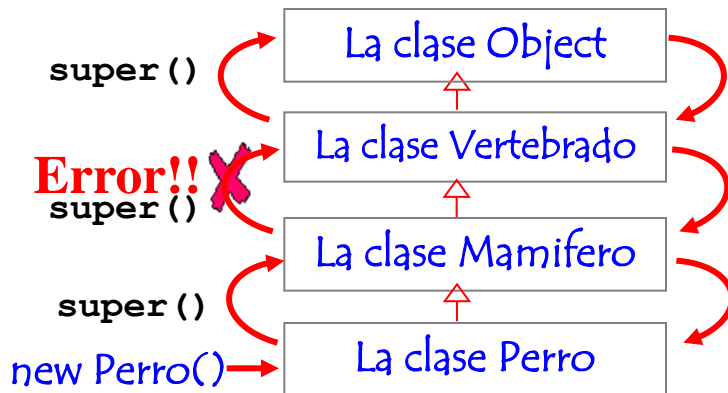 La clase Object
super()
La clase Vertebrado
Error!!
super()
La clase Mamifero
super()
La clase Perro
new Perro()